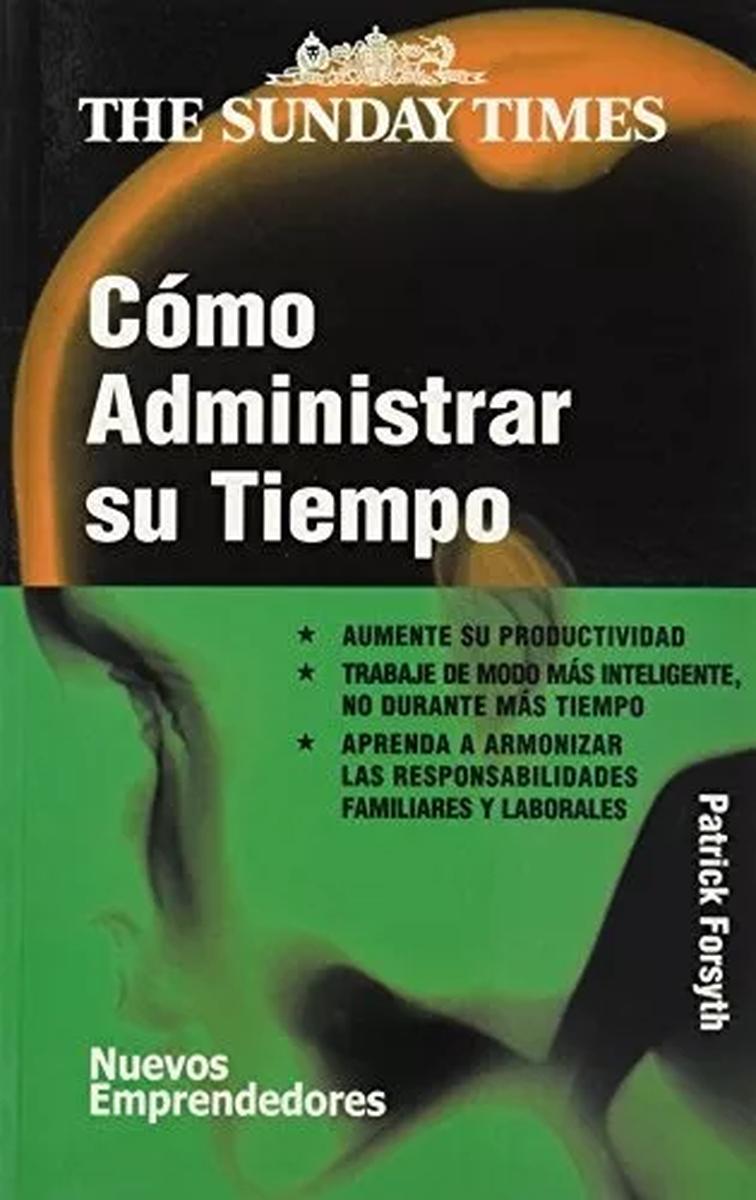 THE SUNDAY TIMES
Cómo
Administrar
su Tiempo
★ AUMENTE SU PRODUCTIVIDAD
★ TRABAJE DE MODO MÁS INTELIGENTE,
NO DURANTE MÁS TIEMPO
★ APRENDA A ARMONIZAR
LAS RESPONSABILIDADES
FAMILIARES Y LABORALES
Patrick Forsyth
Nuevos
Emprendedores